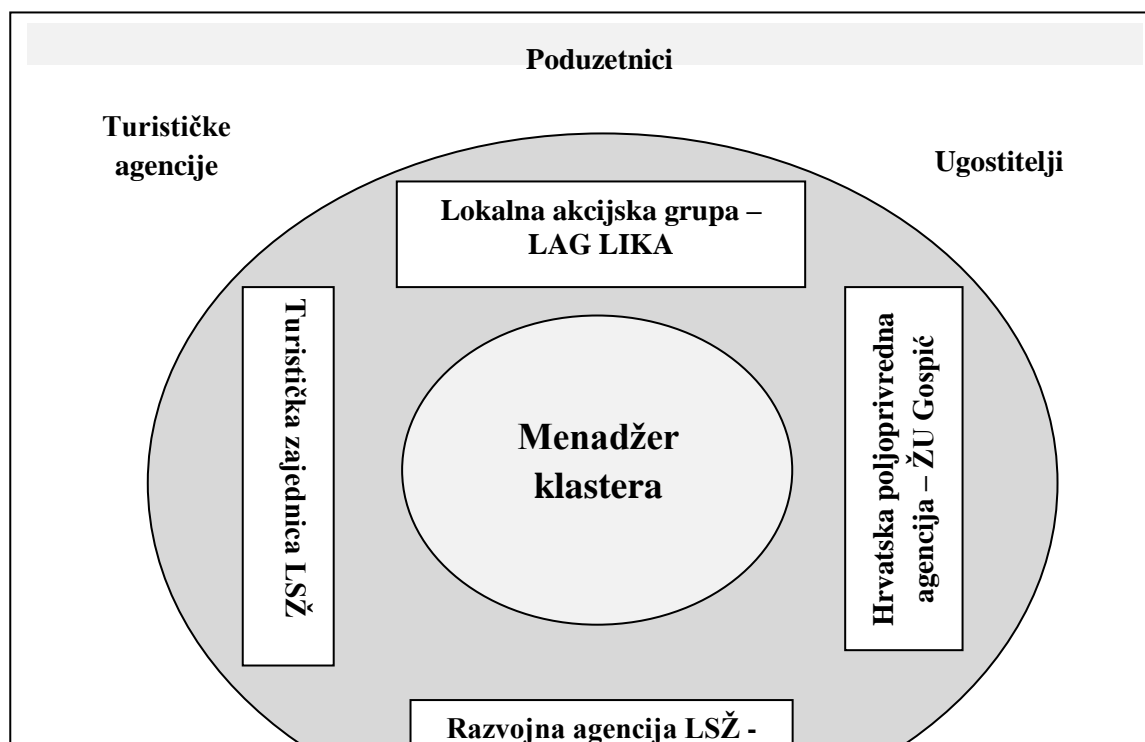 Poduzetnici
Turističke
agencije
Ugostitelji
Lokalna akcijska grupa –
LAG LIKA
Turistička zajednica LSŽ
Menadžer
klastera
Hrvatska poljoprivredna
agencija – ŽU Gospić
Razvojna agencija LSŽ -